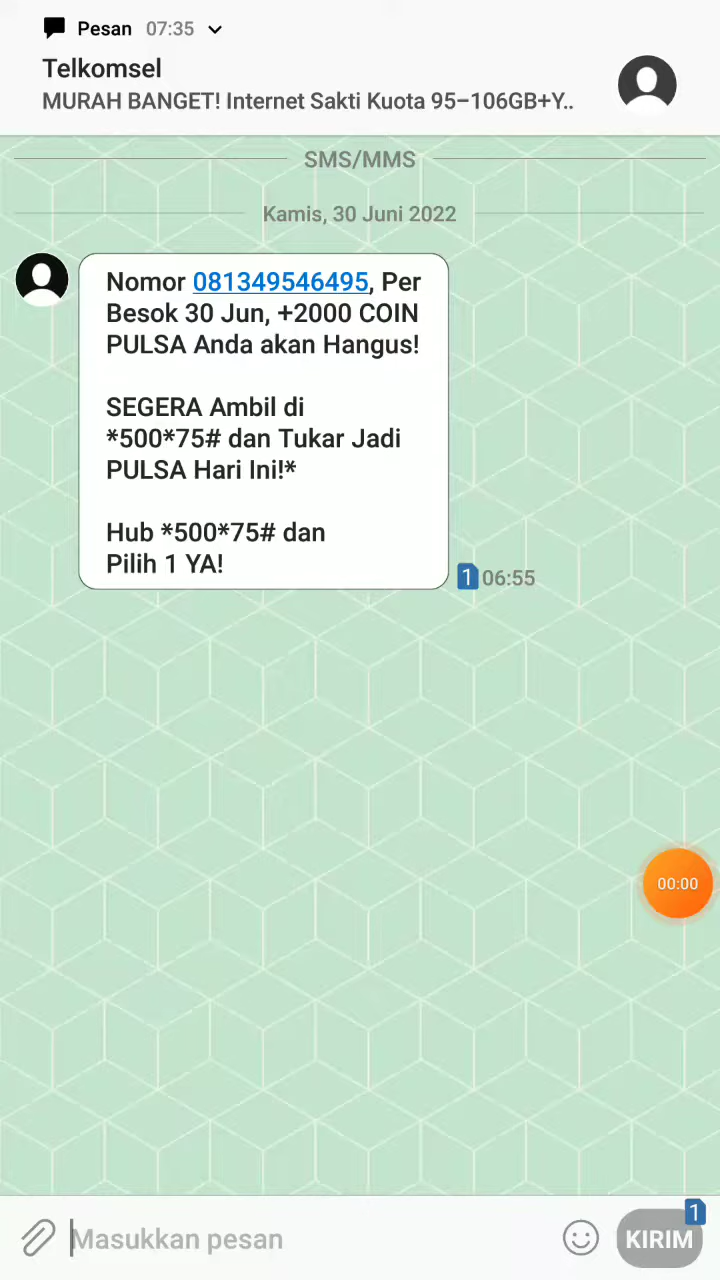 Pesan 07:35
Telkomsel
MURAH BANGET! Internet Sakti Kuota 95-106GB+Y..
SMS/MMS
Kamis, 30 Juni 2022
Nomor 081349546495, Per
Besok 30 Jun, +2000 COIN
PULSA Anda akan Hangus!
SEGERA Ambil di
*500*75# dan Tukar Jadi
PULSA Hari Ini!*
Hub *500*75# dan
Pilih 1 YA!
1 06:55
00:00
1
Masukkan pesan
KIRIM